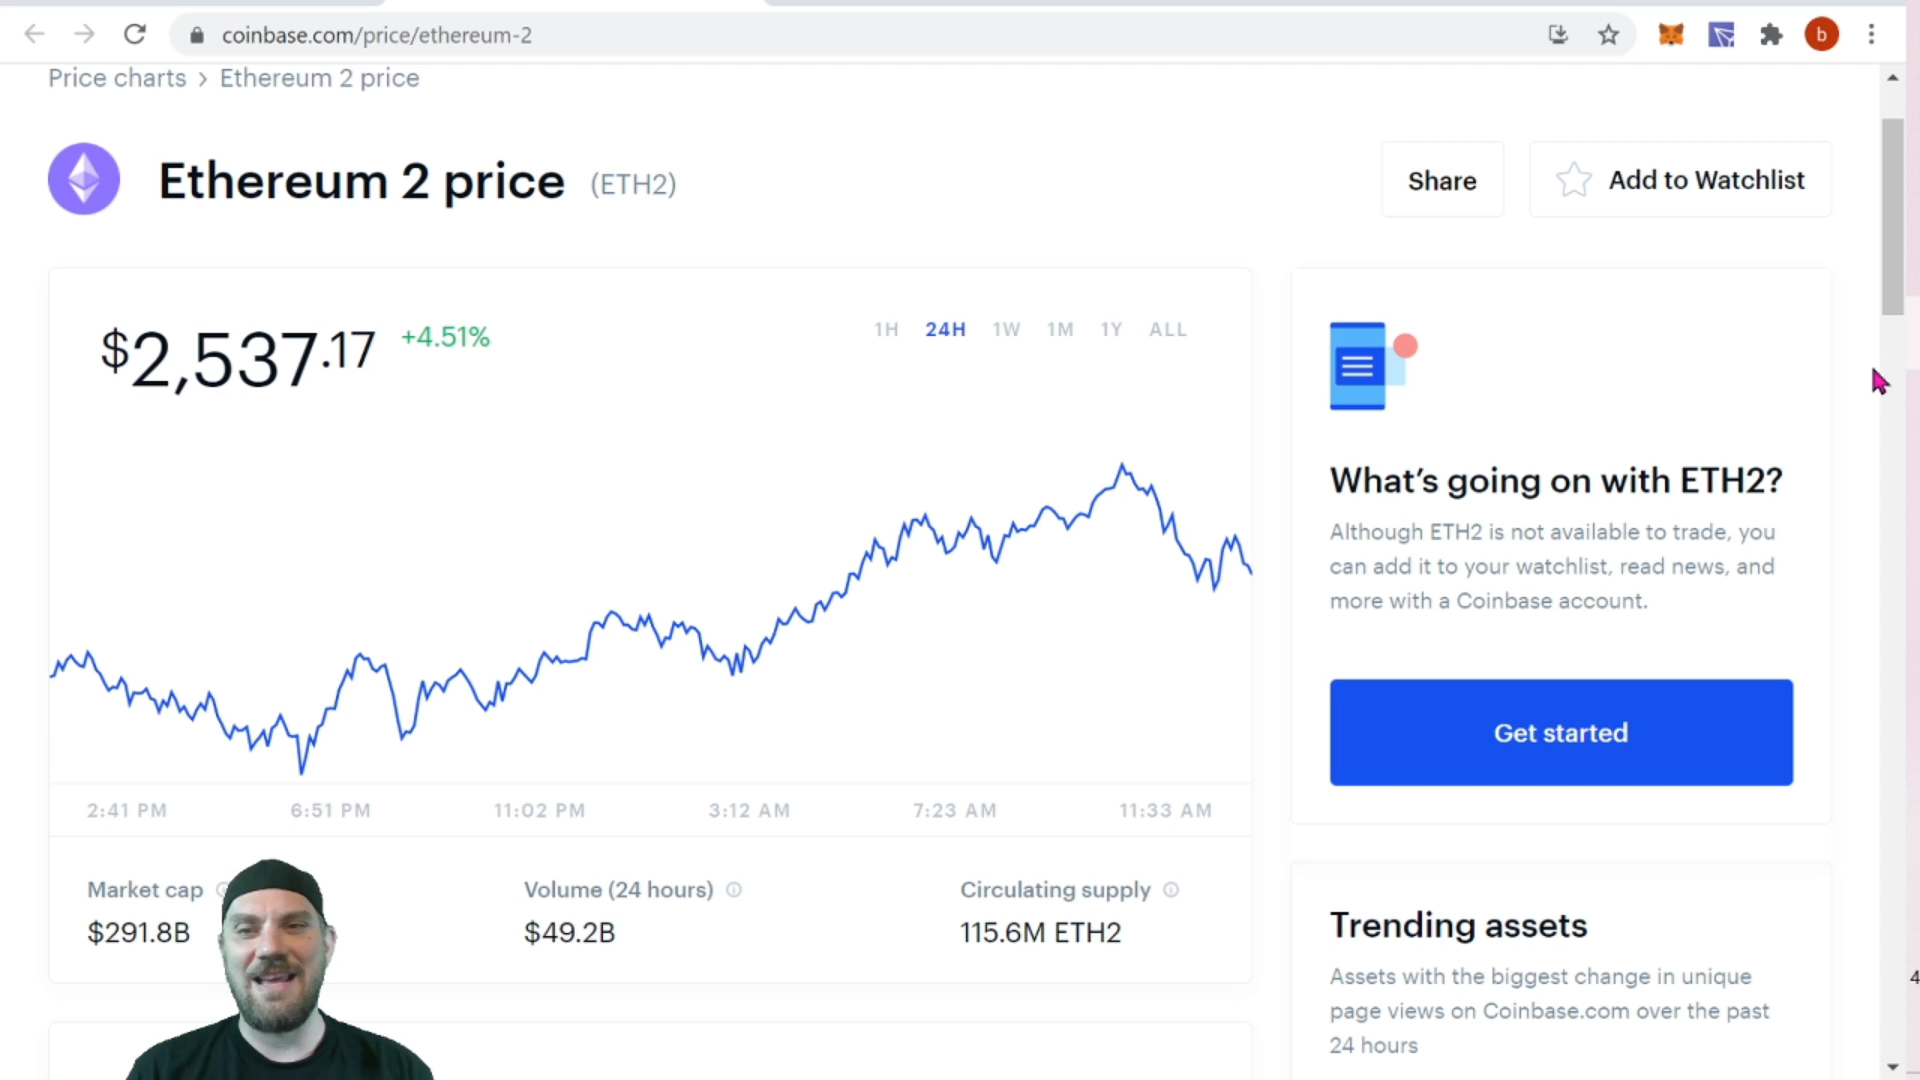 coinbase.com/price/ethereum-2
b
Price charts › Ethereum 2 price
Ethereum 2 price (ETH2)
Share
Add to Watchlist
$2,537.17 +4.51%
1H 24H 1W 1M 1Y ALL
2:41 PM 6:51 PM 11:02 PM 3:12 AM 7:23 AM 11:33 AM
Market cap
$291.8B
Volume (24 hours)
$49.2B
Circulating supply
115.6M ETH2
What's going on with ETH2?
Although ETH2 is not available to trade, you
can add it to your watchlist, read news, and
more with a Coinbase account.
Get started
Trending assets
Assets with the biggest change in unique
page views on Coinbase.com over the past
24 hours
4